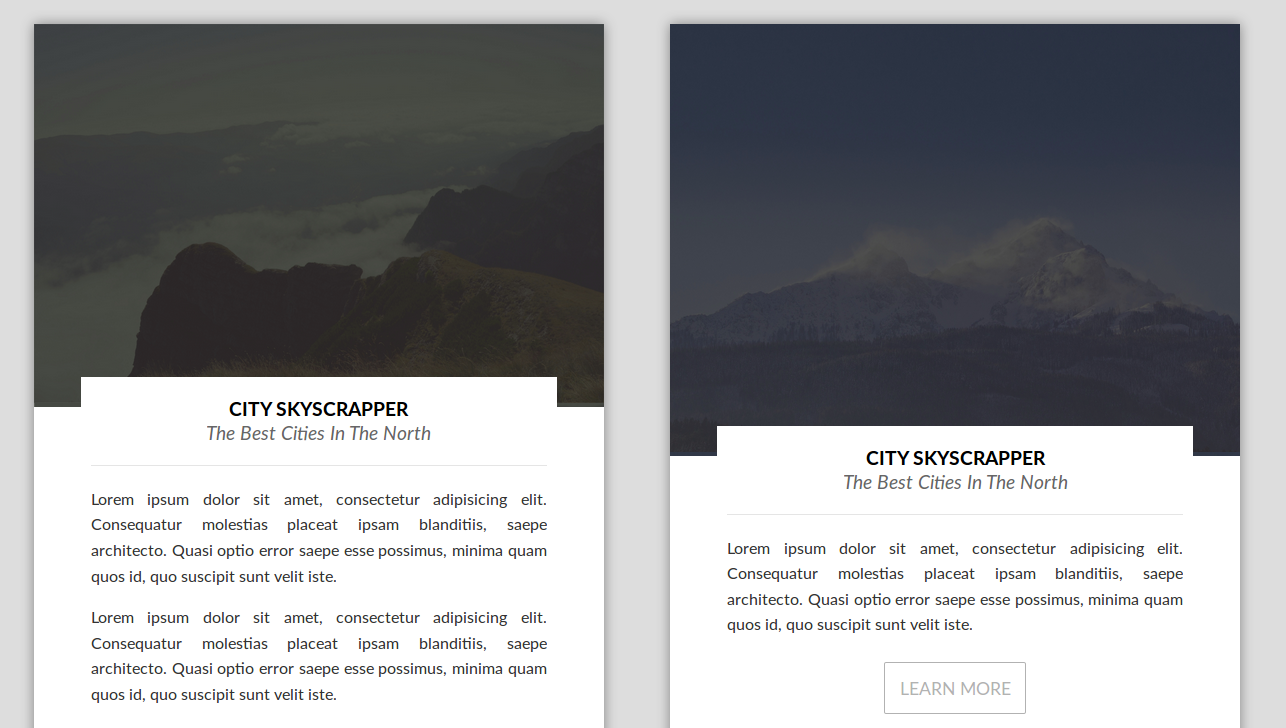 CITY SKYSCRAPPER
The Best Cities In The North
Lorem ipsum dolor sit amet, consectetur adipisicing elit.
Consequatur molestias placeat ipsam blanditiis, saepe
architecto. Quasi optio error saepe esse possimus, minima quam
quos id, quo suscipit sunt velit iste.
Lorem ipsum dolor sit amet, consectetur adipisicing elit.
Consequatur molestias placeat ipsam blanditiis, saepe
architecto. Quasi optio error saepe esse possimus, minima quam
quos id, quo suscipit sunt velit iste.
CITY SKYSCRAPPER
The Best Cities In The North
Lorem ipsum dolor sit amet, consectetur adipisicing elit.
Consequatur molestias placeat ipsam blanditiis, saepe
architecto. Quasi optio error saepe esse possimus, minima quam
quos id, quo suscipit sunt velit iste.
LEARN MORE